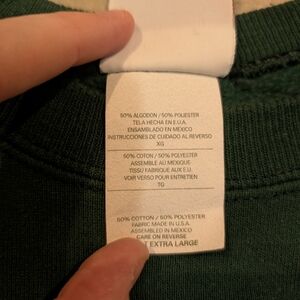 50% ALGODON / 50% POLIESTER
TELA HECHA EN E.U.A.
ENSAMBLADO EN MEXICO
INSTRUCCIONES DE CUIDADO AL REVERSO
XG
50% COTON / 50% POLYESTER
ASSEMBLE AU MEXIQUE
TISSU FABRIQUE AUX E.U.
VOIR VERSO POUR ENTRETIEN
TG
50% COTTON / 50% POLYESTER
FABRIC MADE IN U.S.A.
ASSEMBLED IN MEXICO
CARE ON REVERSE
EXTRA LARGE